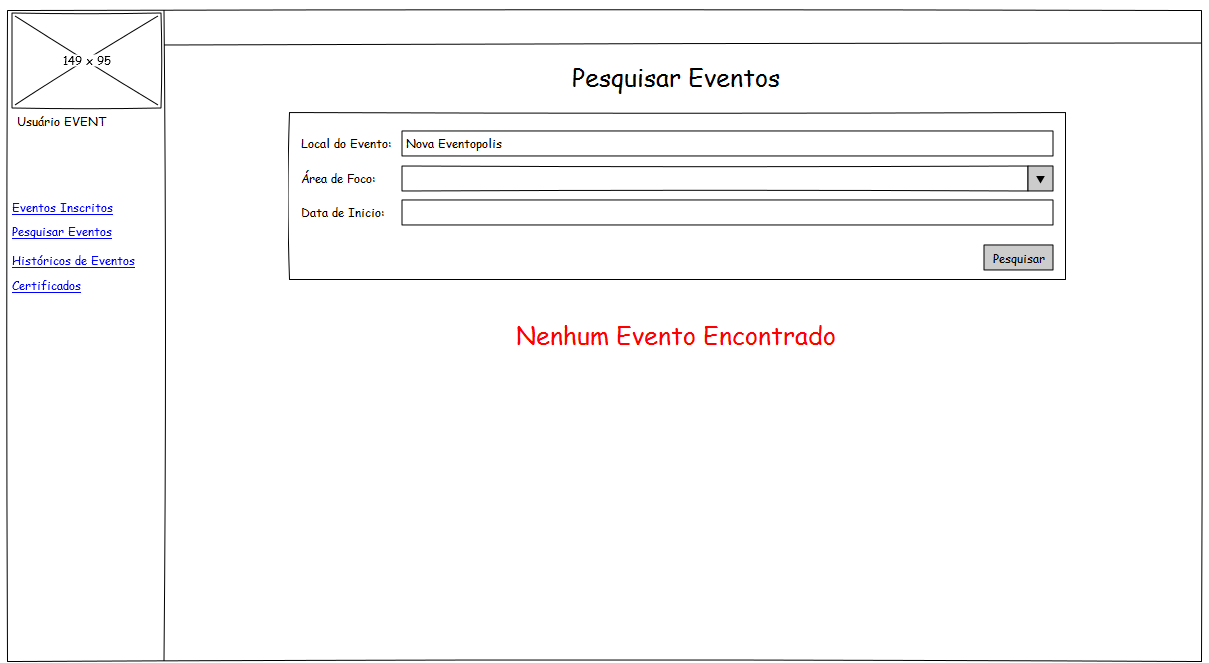 149 x 95
Usuário EVENT
Eventos Inscritos
Pesquisar Eventos
Históricos de Eventos
Certificados
Pesquisar Eventos
Local do Evento: Nova Eventopolis
Área de Foco: ▼
Data de Inicio:
Pesquisar
Nenhum Evento Encontrado